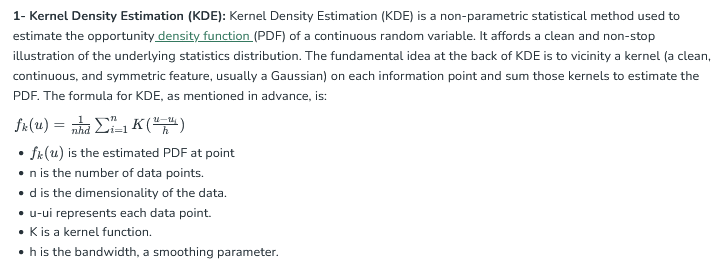 1- Kernel Density Estimation (KDE): Kernel Density Estimation (KDE) is a non-parametric statistical method used to
estimate the opportunity density function (PDF) of a continuous random variable. It affords a clean and non-stop
illustration of the underlying statistics distribution. The fundamental idea at the back of KDE is to vicinity a kernel (a clean,
continuous, and symmetric feature, usually a Gaussian) on each information point and sum those kernels to estimate the
PDF. The formula for KDE, as mentioned in advance, is:
f_k(u) = \frac{1}{nhd} \sum_{i=1}^{n} K(\frac{u-u_i}{h})
• f_k(u) is the estimated PDF at point
• n is the number of data points.
• d is the dimensionality of the data.
• u-ui represents each data point.
• K is a kernel function.
• h is the bandwidth, a smoothing parameter.